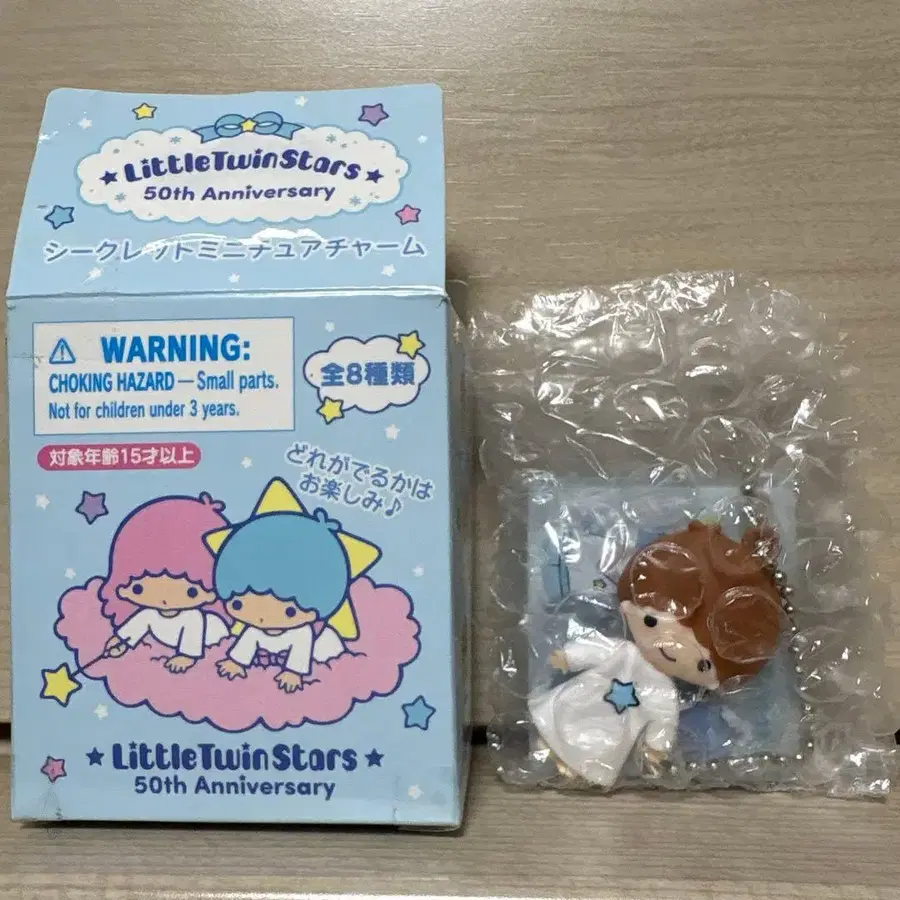 LittleTwinStars
50th Anniversary
シークレットミニチュアチャーム
WARNING:
CHOKING HAZARD — Small parts.
Not for children under 3 years.
全8種類
対象年齢15才以上
どれがでるかは
お楽しみ♪
LittleTwinStars
50th Anniversary